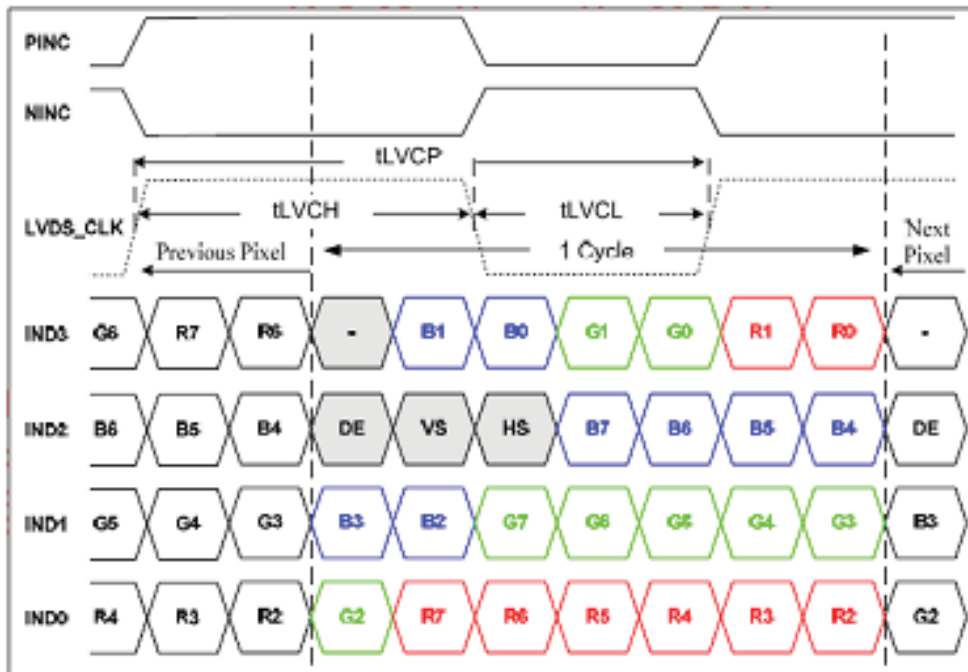 PINC
NINC
tLVCP
tLVCH tLVCL
LVDS_CLK
Previous Pixel 1 Cycle Next Pixel
IND3 G6 R7 R6 - B1 B0 G1 G0 R1 R0 -
IND2 B6 B5 B4 DE VS HS B7 B6 B5 B4 DE
IND1 G5 G4 G3 B3 B2 G7 G6 G5 G4 G3 B3
IND0 R4 R3 R2 G2 R7 R6 R5 R4 R3 R2 G2